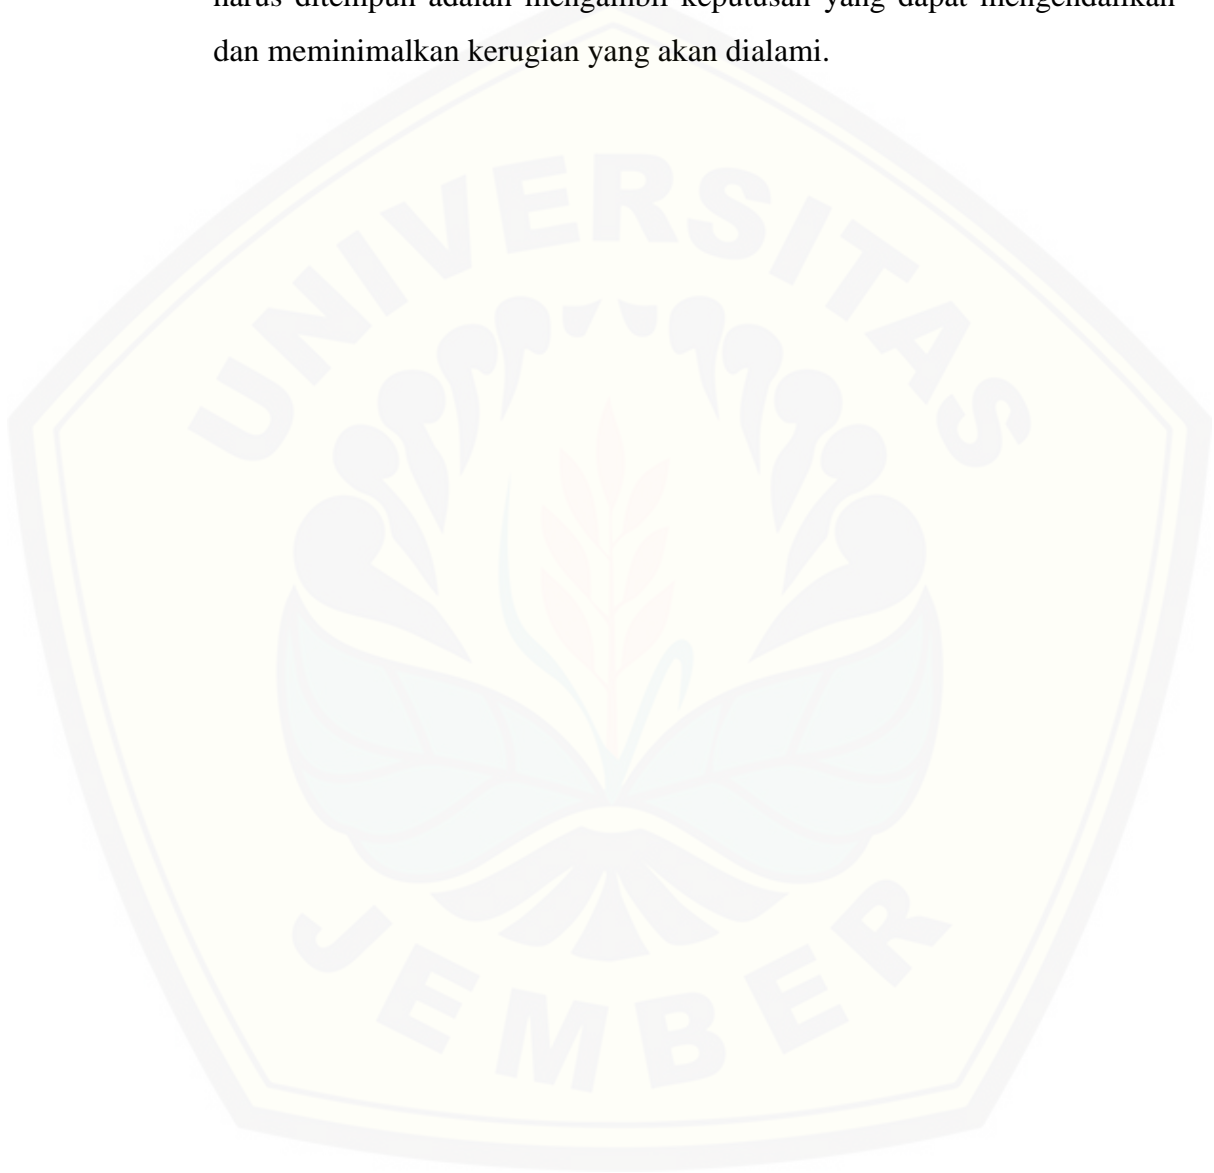 harus ditempuh adalah mengambil keputusan yang dapat mengendalikan
dan meminimalkan kerugian yang akan dialami.
UNIVERSITAS
JEMBER